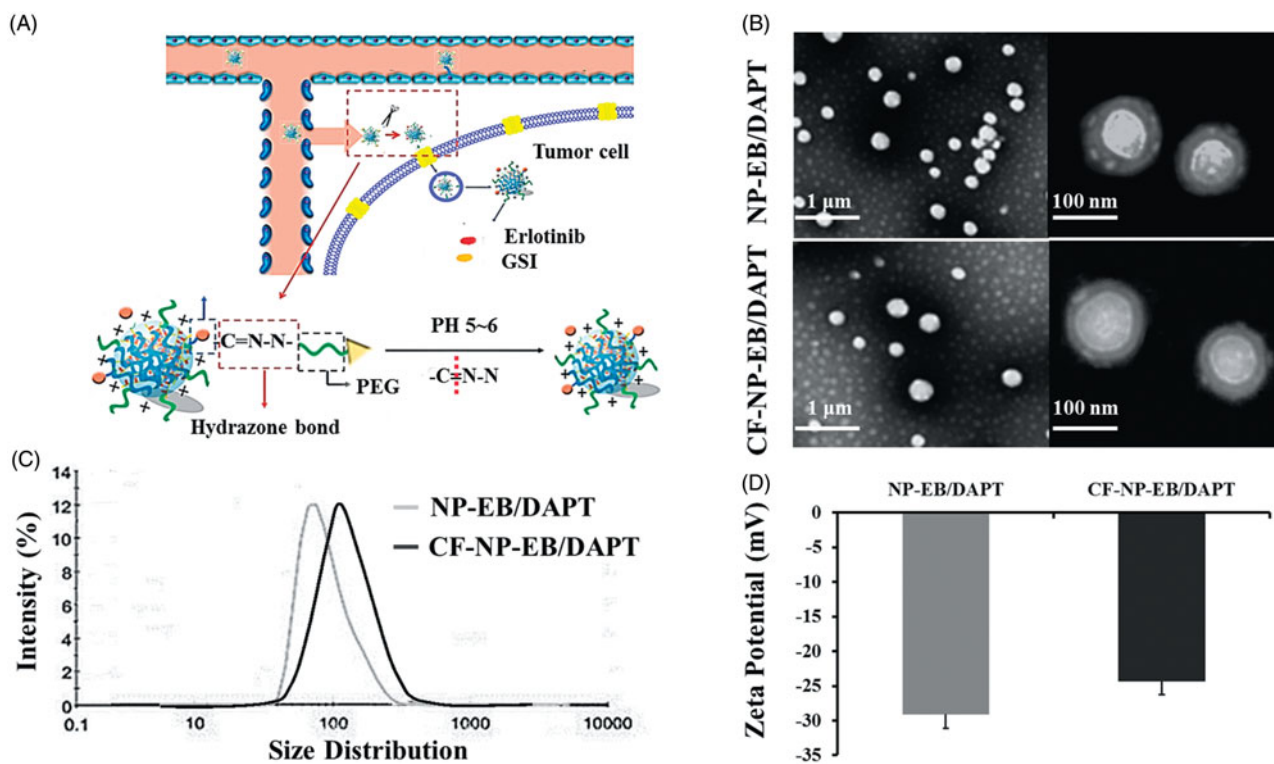 (A)
Tumor cell
Erlotinib
GSI
-C=N-N-
PH 5~6
-C=N-N
PEG
Hydrazone bond
(B)
NP-EB/DAPT
1 μm
100 nm
CF-NP-EB/DAPT
1 μm
100 nm
(C)
Intensity (%)
14
12
10
8
6
4
2
0
0.1
10
100
1000
10000
Size Distribution
NP-EB/DAPT
CF-NP-EB/DAPT
(D)
NP-EB/DAPT
CF-NP-EB/DAPT
Zeta Potential (mV)
0
-5
-10
-15
-20
-25
-30
-35